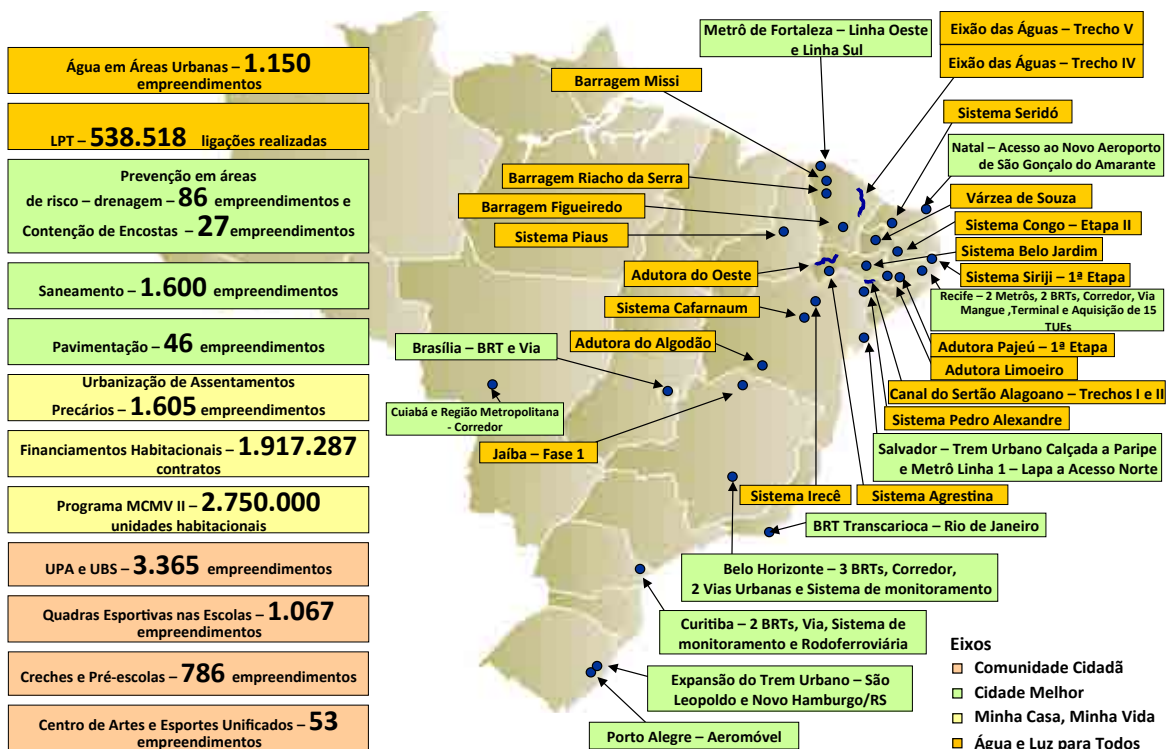 Água em Áreas Urbanas – 1.150
empreendimentos
LPT – 538.518 ligações realizadas
Prevenção em áreas
de risco – drenagem – 86 empreendimentos e
Contenção de Encostas – 27 empreendimentos
Saneamento – 1.600 empreendimentos
Pavimentação – 46 empreendimentos
Urbanização de Assentamentos
Precários – 1.605 empreendimentos
Financiamentos Habitacionais – 1.917.287
contratos
Programa MCMV II – 2.750.000
unidades habitacionais
UPA e UBS – 3.365 empreendimentos
Quadras Esportivas nas Escolas – 1.067
empreendimentos
Creches e Pré-escolas – 786 empreendimentos
Centro de Artes e Esportes Unificados – 53
empreendimentos
Metrô de Fortaleza – Linha Oeste
e Linha Sul
Barragem Missi
Barragem Riacho da Serra
Barragem Figueiredo
Sistema Piaus
Adutora do Oeste
Sistema Cafarnaum
Adutora do Algodão
Brasília – BRT e Via
Cuiabá e Região Metropolitana
- Corredor
Jaíba – Fase 1
Eixão das Águas – Trecho V
Eixão das Águas – Trecho IV
Sistema Seridó
Natal – Acesso ao Novo Aeroporto
de São Gonçalo do Amarante
Várzea de Souza
Sistema Congo – Etapa II
Sistema Belo Jardim
Sistema Siriji – 1ª Etapa
Recife – 2 Metrôs, 2 BRTs, Corredor, Via
Mangue ,Terminal e Aquisição de 15
TUEs
Adutora Pajeú – 1ª Etapa
Adutora Limoeiro
Canal do Sertão Alagoano – Trechos I e II
Sistema Pedro Alexandre
Salvador – Trem Urbano Calçada a Paripe
e Metrô Linha 1 – Lapa a Acesso Norte
Sistema Irecê
Sistema Agrestina
BRT Transcarioca – Rio de Janeiro
Belo Horizonte – 3 BRTs, Corredor,
2 Vias Urbanas e Sistema de monitoramento
Curitiba – 2 BRTs, Via, Sistema de
monitoramento e Rodoferroviária
Expansão do Trem Urbano – São
Leopoldo e Novo Hamburgo/RS
Porto Alegre – Aeromóvel
Eixos
Comunidade Cidadã
Cidade Melhor
Minha Casa, Minha Vida
Água e Luz para Todos